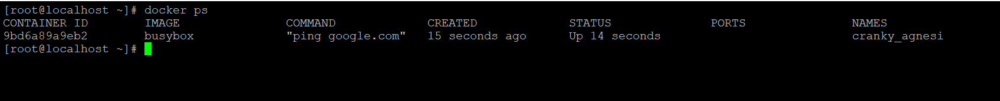 [root@localhost ~]# docker ps
CONTAINER ID        IMAGE               COMMAND             CREATED             STATUS              PORTS               NAMES
9bd6a89a9eb2        busybox             "ping google.com"   15 seconds ago      Up 14 seconds                           cranky_agnesi
[root@localhost ~]#